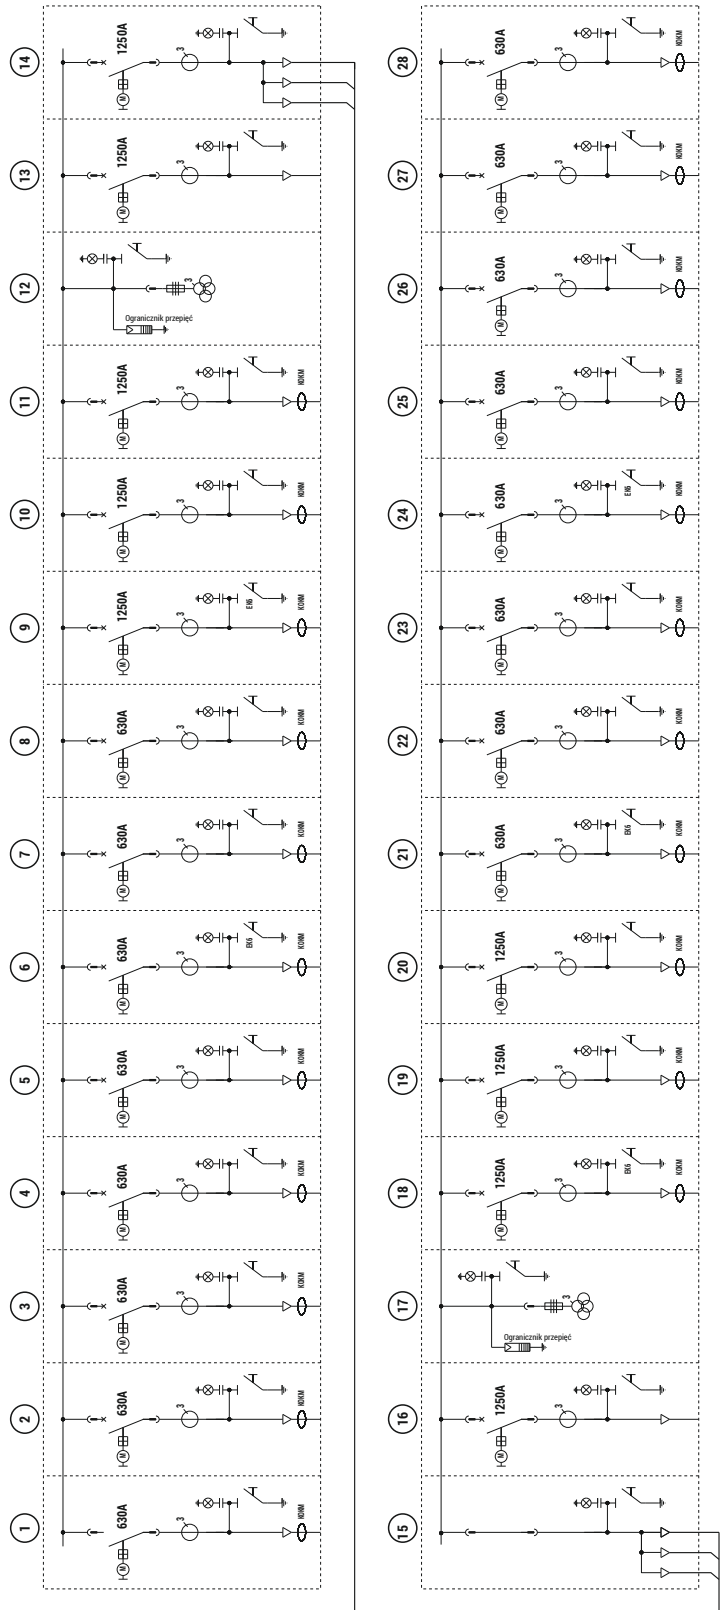 1
630A
3
KOKM
2
630A
3
KOKM
3
630A
3
KOKM
4
630A
3
KOKM
5
630A
3
KOKM
6
630A
3
EK6
KOKM
7
630A
3
KOKM
8
630A
3
KOKM
9
1250A
3
EK6
KOKM
10
1250A
3
KOKM
11
1250A
3
KOKM
12
3
Ogranicznik przepięć
13
1250A
3
14
1250A
3
15
16
1250A
3
17
3
Ogranicznik przepięć
18
1250A
3
EK6
KOKM
19
1250A
3
KOKM
20
1250A
3
KOKM
21
630A
3
EK6
KOKM
22
630A
3
KOKM
23
630A
3
KOKM
24
630A
3
EK6
KOKM
25
630A
3
KOKM
26
630A
3
KOKM
27
630A
3
KOKM
28
630A
3
KOKM